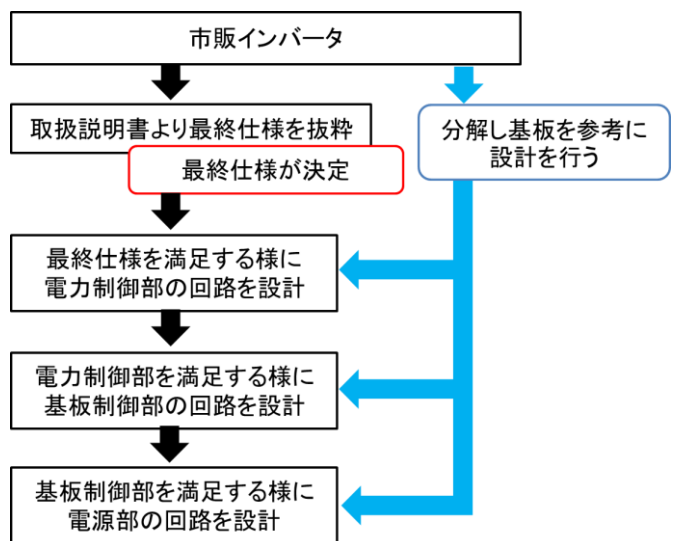 市販インバータ
取扱説明書より最終仕様を抜粋
最終仕様が決定
分解し基板を参考に
設計を行う
最終仕様を満足する様に
電力制御部の回路を設計
電力制御部を満足する様に
基板制御部の回路を設計
基板制御部を満足する様に
電源部の回路を設計